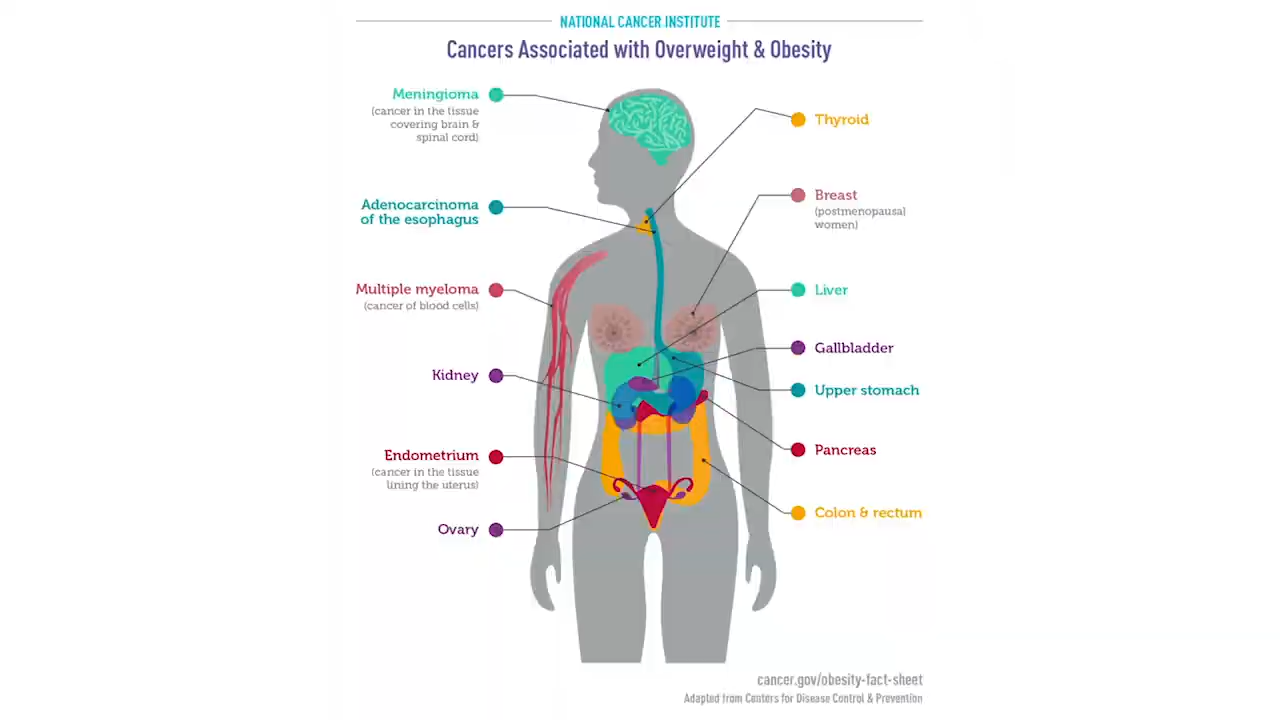 NATIONAL CANCER INSTITUTE
Cancers Associated with Overweight & Obesity
Meningioma
(cancer in the tissue
covering brain &
spinal cord)
Adenocarcinoma
of the esophagus
Multiple myeloma
(cancer of blood cells)
Kidney
Endometrium
(cancer in the tissue
lining the uterus)
Ovary
Thyroid
Breast
(postmenopausal
women)
Liver
Gallbladder
Upper stomach
Pancreas
Colon & rectum
cancer.gov/obesity-fact-sheet
Adapted from Centers for Disease Control & Prevention